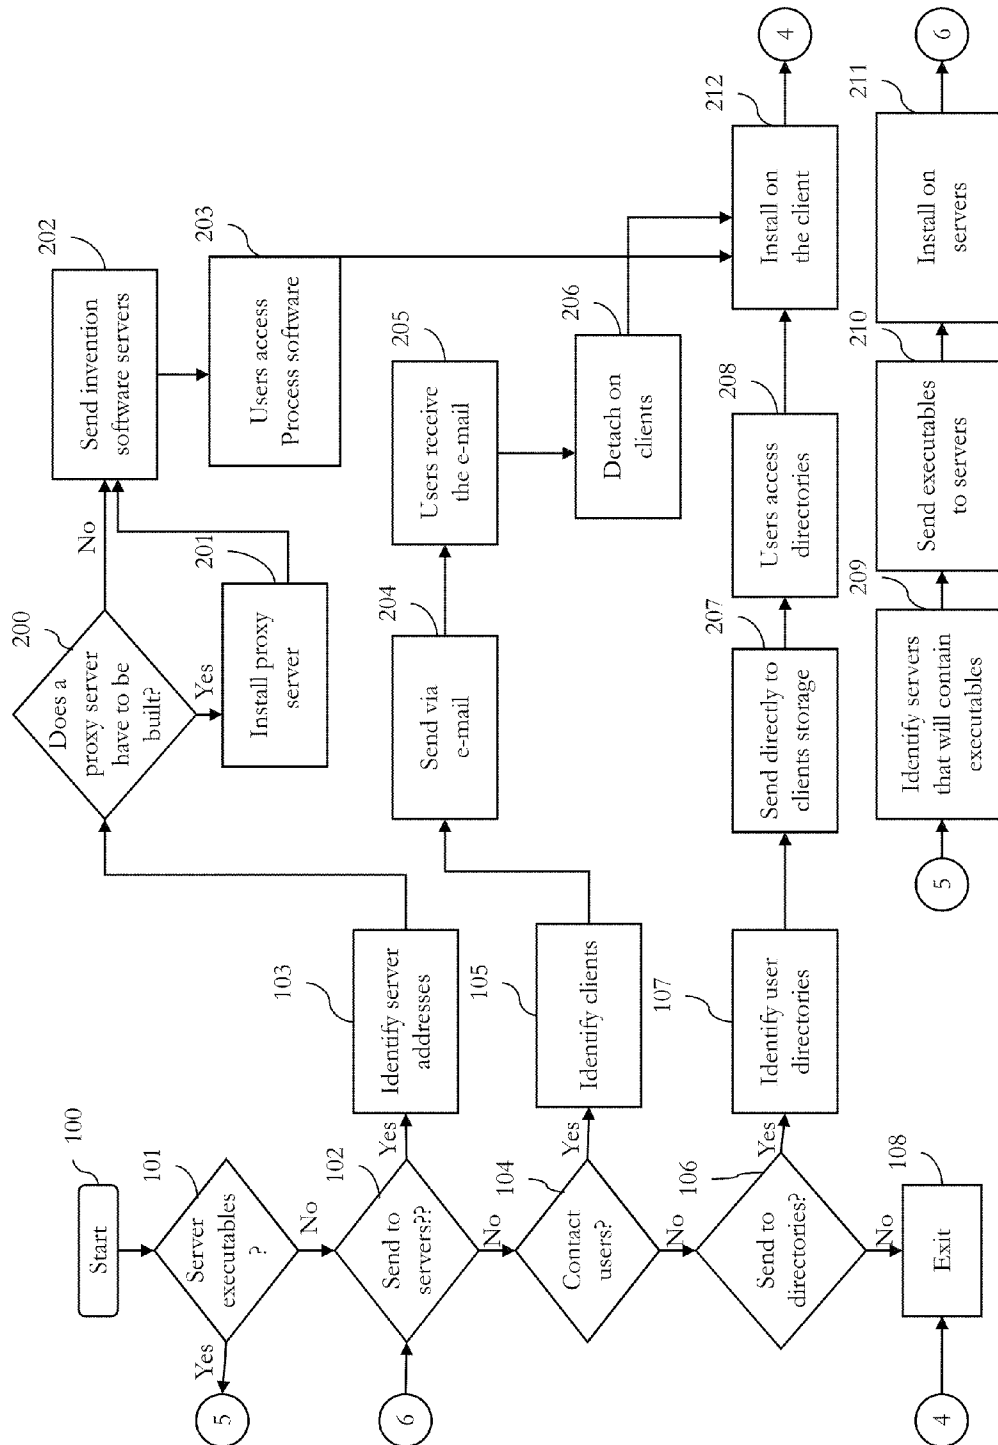 100
Start
101
Server
executables
?
Yes
5
No
102
Send to
servers??
6
Yes
103
Identify server
addresses
No
104
Contact
users?
Yes
105
Identify clients
No
106
Send to
directories?
Yes
107
Identify user
directories
No
108
Exit
4
200
Does a
proxy server
have to be
built?
No
Yes
201
Install proxy
server
202
Send invention
software servers
203
Users access
Process software
204
Send via
e-mail
205
Users receive
the e-mail
206
Detach on
clients
207
Send directly to
clients storage
208
Users access
directories
212
Install on
the client
4
5
209
Identify servers
that will contain
executables
210
Send executables
to servers
211
Install on
servers
6